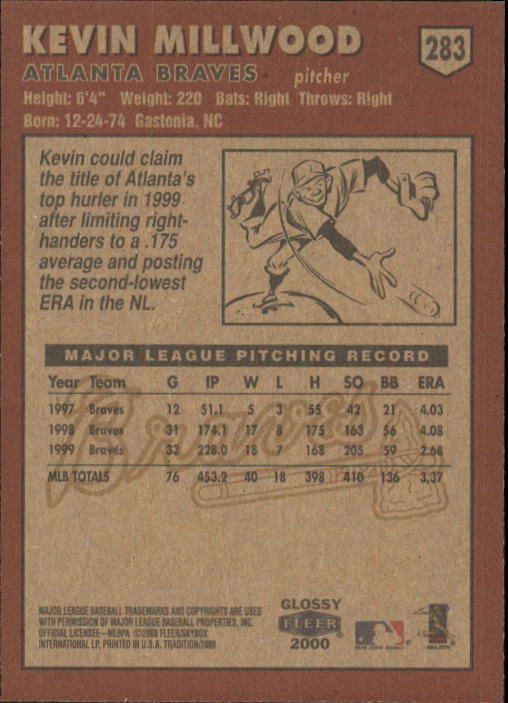 KEVIN MILLWOOD
283
ATLANTA BRAVES pitcher
Height: 6'4" Weight: 220 Bats: Right Throws: Right
Born: 12-24-74 Gastonia, NC
Kevin could claim
the title of Atlanta's
top hurler in 1999
after limiting right-
handers to a .175
average and posting
the second-lowest
ERA in the NL.
MAJOR LEAGUE PITCHING RECORD
Year Team G IP W L H SO BB ERA
1997 Braves 12 51.1 5 3 55 42 21 4.03
1998 Braves 31 174.1 17 8 175 163 56 4.08
1999 Braves 33 228.0 18 7 168 205 59 2.68
MLB TOTALS 76 453.2 40 18 398 410 136 3.37
Braves
MAJOR LEAGUE BASEBALL TRADEMARKS AND COPYRIGHTS ARE USED
WITH PERMISSION OF MAJOR LEAGUE BASEBALL PROPERTIES, INC.
OFFICIAL LICENSEE—MLBPA ©2000 FLEER/SKYBOX
INTERNATIONAL LP, PRINTED IN U.S.A. TRADITION/2000
GLOSSY
FLEER
2000
MAJOR LEAGUE BASEBALL